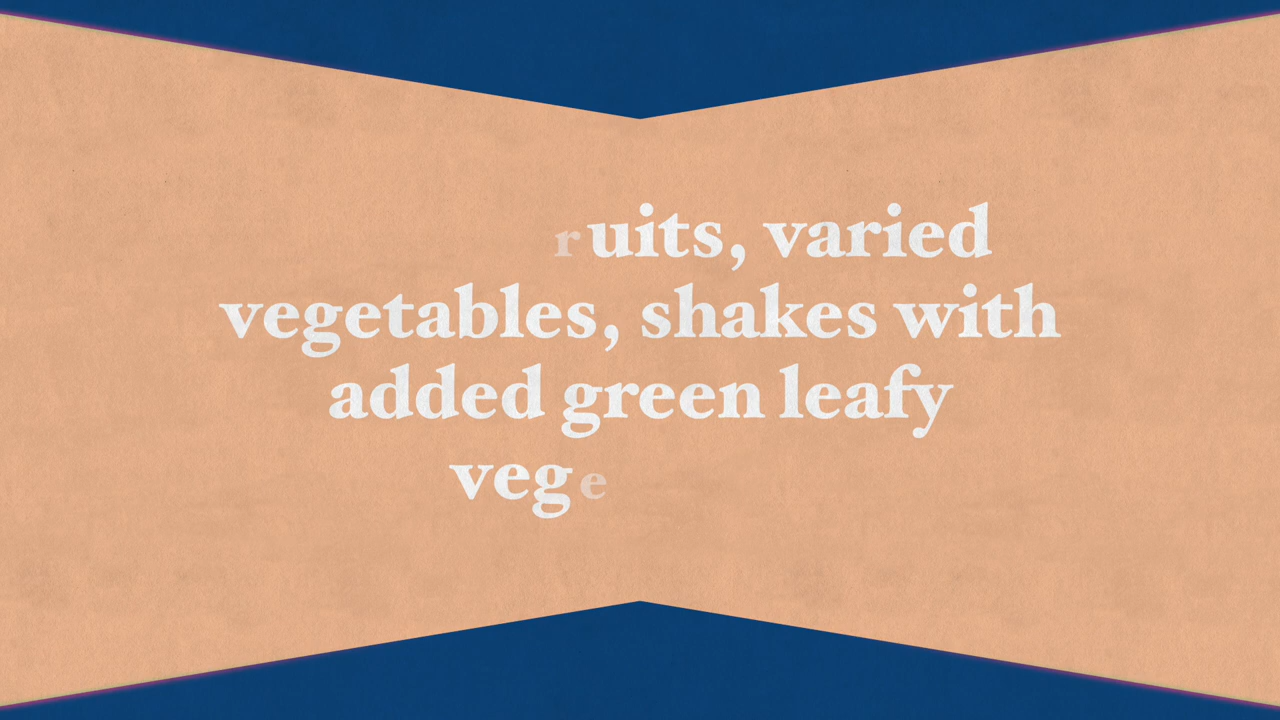 ruits, varied
vegetables, shakes with
added green leafy
vege